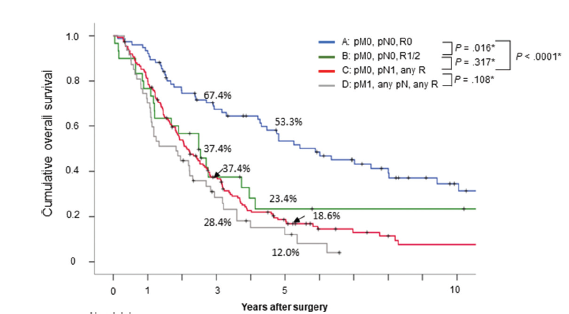 A: pM0, pN0, R0
B: pM0, pN0, R1/2
C: pM0, pN1, any R
D: pM1, any pN, any R
P = .016*
P = .317*
P = .108*
P < .0001*
Cumulative overall survival
1.0
0.8
0.6
0.4
0.2
0
67.4%
53.3%
37.4%
37.4%
23.4%
18.6%
28.4%
12.0%
0 1 3 5 10
Years after surgery